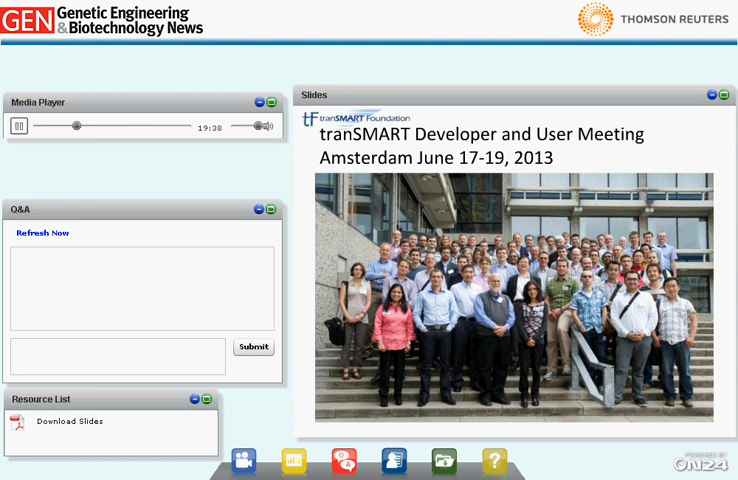 GEN Genetic Engineering
&Biotechnology News
THOMSON REUTERS
Media Player
19:38
Q&A
Refresh Now
Submit
Resource List
Download Slides
Slides
tF tranSMART Foundation
tranSMART Developer and User Meeting
Amsterdam June 17-19, 2013
Q
A
?
POWERED BY
ON24